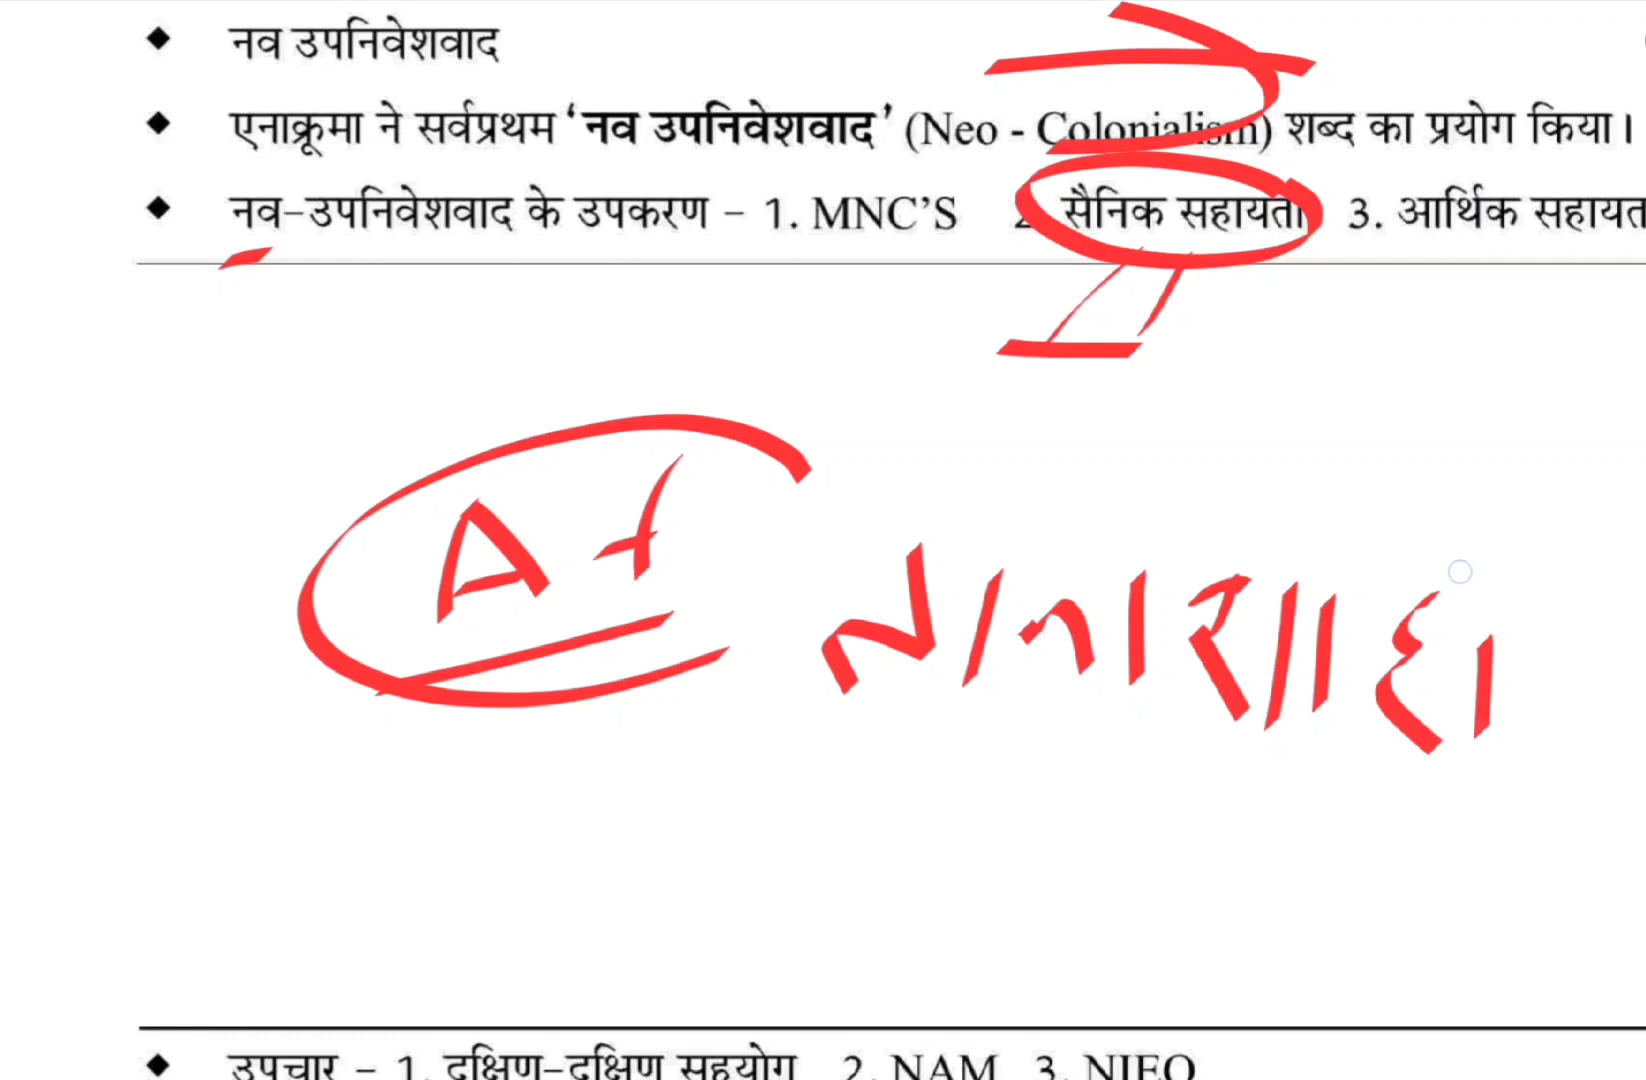 ◆ नव उपनिवेशवाद
◆ एनाक्रूमा ने सर्वप्रथम ‘नव उपनिवेशवाद’ (Neo - Colonialism) शब्द का प्रयोग किया।
◆ नव-उपनिवेशवाद के उपकरण - 1. MNC’S 2. सैनिक सहायता 3. आर्थिक सहायत
A
◆ उपचार - 1. दक्षिण-दक्षिण सहयोग 2. NAM 3. NIEO